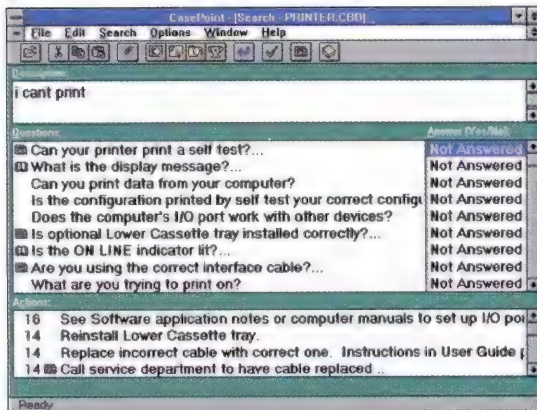 CasePoint - [Search - PRINTER.CBD]
File Edit Search Options Window Help
Description:
i cant print
Questions: Answer (Yes/No):
Can your printer print a self test?... Not Answered
What is the display message?... Not Answered
Can you print data from your computer? Not Answered
Is the configuration printed by self test your correct configu Not Answered
Does the computer's I/O port work with other devices? Not Answered
Is optional Lower Cassette tray installed correctly?... Not Answered
Is the ON LINE indicator lit?... Not Answered
Are you using the correct interface cable?... Not Answered
What are you trying to print on? Not Answered
Actions:
16 See Software application notes or computer manuals to set up I/O por
14 Reinstall Lower Cassette tray.
14 Replace incorrect cable with correct one. Instructions in User Guide p
14 Call service department to have cable replaced ..
Ready